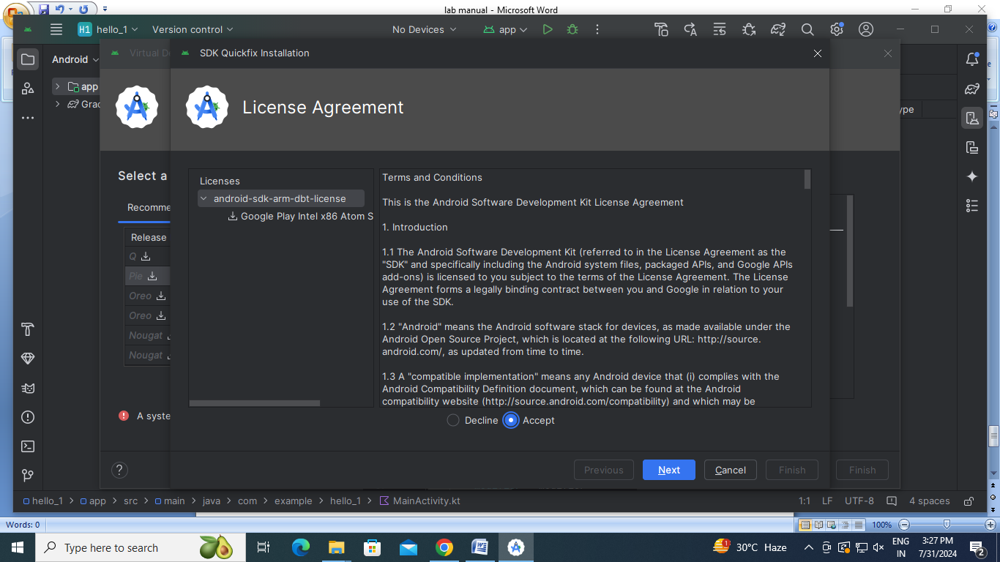 lab manual - Microsoft Word
H1 hello_1
Version control
No Devices
app
Android
app
Grad
Virtual De
SDK Quickfix Installation
License Agreement
ype
Select a
Recomme
Release
Q
Pie
Oreo
Oreo
Nougat
Nougat
A syste
Licenses
android-sdk-arm-dbt-license
Google Play Intel x86 Atom S
Terms and Conditions
This is the Android Software Development Kit License Agreement
1. Introduction
1.1 The Android Software Development Kit (referred to in the License Agreement as the
"SDK" and specifically including the Android system files, packaged APIs, and Google APIs
add-ons) is licensed to you subject to the terms of the License Agreement. The License
Agreement forms a legally binding contract between you and Google in relation to your
use of the SDK.
1.2 "Android" means the Android software stack for devices, as made available under the
Android Open Source Project, which is located at the following URL: http://source.
android.com/, as updated from time to time.
1.3 A "compatible implementation" means any Android device that (i) complies with the
Android Compatibility Definition document, which can be found at the Android
compatibility website (http://source.android.com/compatibility) and which may be
Decline Accept
? Previous Next Cancel Finish Finish
hello_1 > app > src > main > java > com > example > hello_1 > MainActivity.kt
1:1 LF UTF-8 4 spaces
Words: 0
100%
Type here to search
1
30°C Haze
ENG
IN
3:27 PM
7/31/2024
2